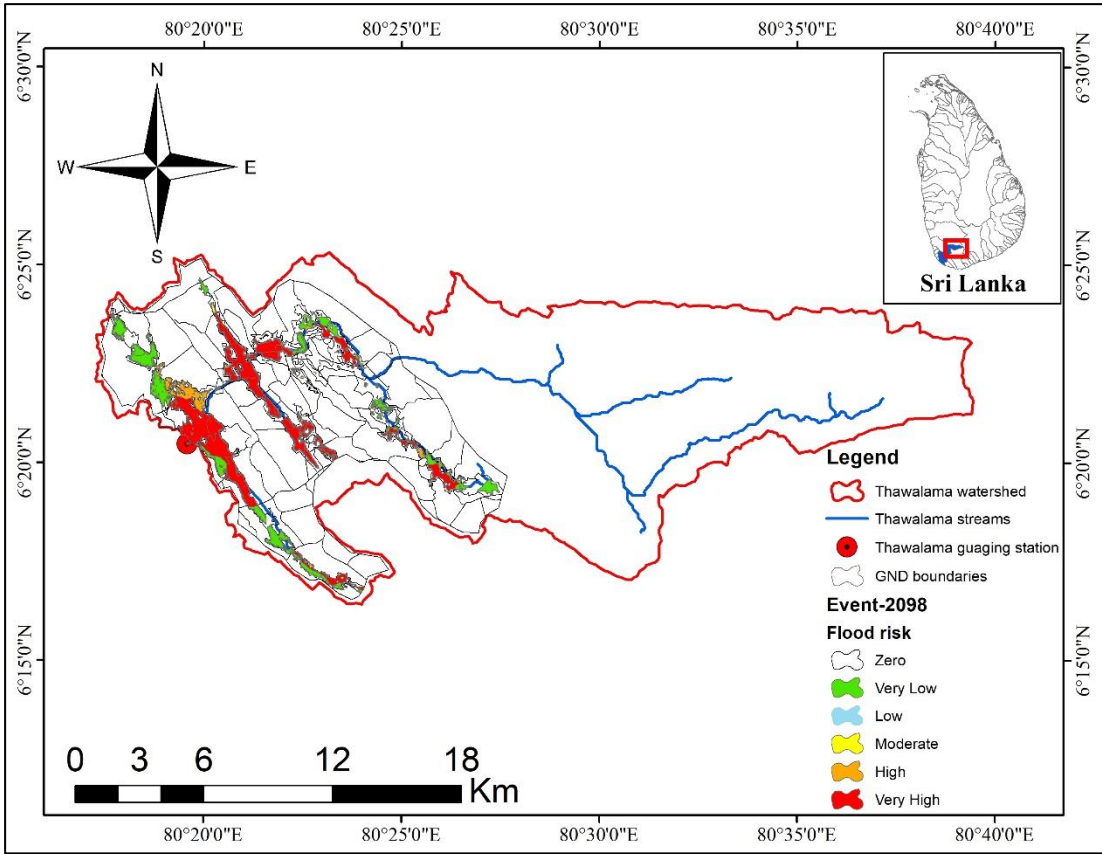 80°20'0"E 80°25'0"E 80°30'0"E 80°35'0"E 80°40'0"E
6°30'0"N
6°30'0"N
N
W E
S
Sri Lanka
6°25'0"N
6°25'0"N
6°20'0"N
6°20'0"N
6°15'0"N
6°15'0"N
Legend
Thawalama watershed
Thawalama streams
Thawalama guaging station
GND boundaries
Event-2098
Flood risk
Zero
Very Low
Low
Moderate
High
Very High
0 3 6 12 18
Km
80°20'0"E 80°25'0"E 80°30'0"E 80°35'0"E 80°40'0"E